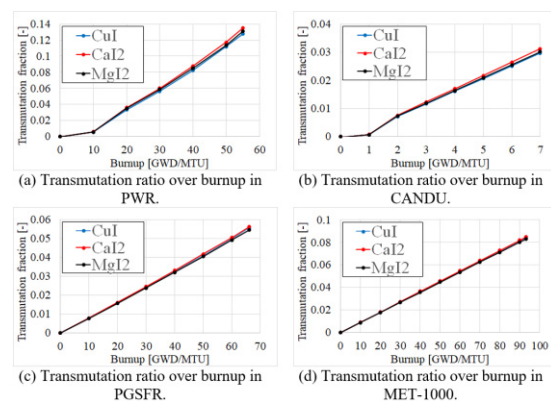 0.14
0.12
0.1
0.08
0.06
0.04
0.02
0
Transmutation fraction [-]
CuI
CaI2
MgI2
0 10 20 30 40 50 60
Burnup [GWD/MTU]
(a) Transmutation ratio over burnup in
PWR.
0.04
0.03
0.02
0.01
0
Transmutation fraction [-]
CuI
CaI2
MgI2
0 1 2 3 4 5 6 7
Burnup [GWD/MTU]
(b) Transmutation ratio over burnup in
CANDU.
0.06
0.05
0.04
0.03
0.02
0.01
0
Transmutation fraction [-]
CuI
CaI2
MgI2
0 10 20 30 40 50 60 70
Burnup [GWD/MTU]
(c) Transmutation ratio over burnup in
PGSFR.
0.1
0.08
0.06
0.04
0.02
0
Transmutation fraction [-]
CuI
CaI2
MgI2
0 10 20 30 40 50 60 70 80 90 100
Burnup [GWD/MTU]
(d) Transmutation ratio over burnup in
MET-1000.